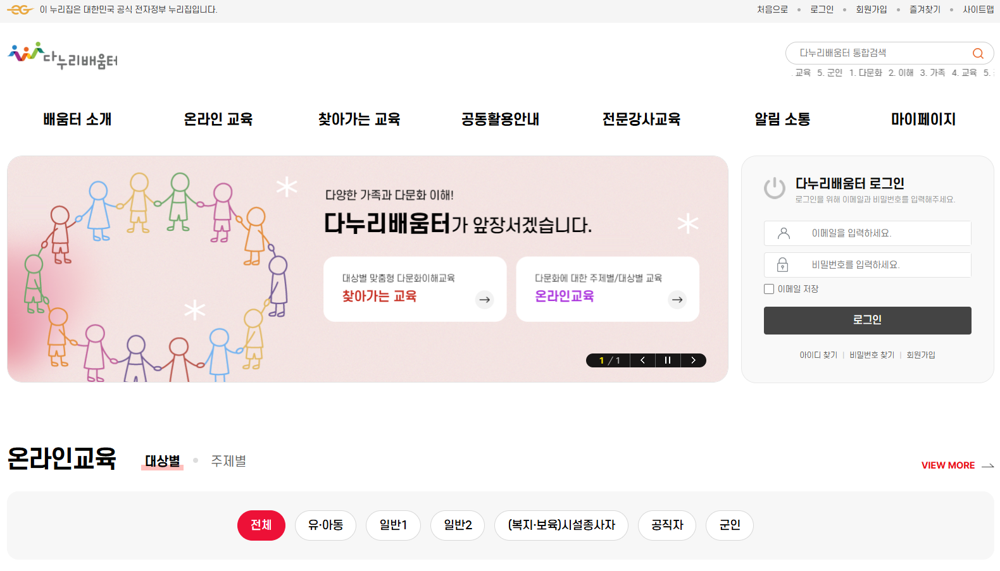 이 누리집은 대한민국 공식 전자정부 누리집입니다.
처음으로 로그인 회원가입 즐겨찾기 사이트맵
다누리배움터
다누리배움터 통합검색
. 교육 5. 군인 1. 다문화 2. 이해 3. 가족 4. 교육 5.
배움터 소개 온라인 교육 찾아가는 교육 공동활용안내 전문강사교육 알림 소통 마이페이지
다양한 가족과 다문화 이해!
다누리배움터가 앞장서겠습니다.
대상별 맞춤형 다문화이해교육
찾아가는 교육
다문화에 대한 주제별/대상별 교육
온라인교육
1 / 1
다누리배움터 로그인
로그인을 위해 이메일과 비밀번호를 입력해주세요.
이메일을 입력하세요.
비밀번호를 입력하세요.
이메일 저장
로그인
아이디 찾기 | 비밀번호 찾기 | 회원가입
온라인교육 대상별 주제별
VIEW MORE
전체 유·아동 일반1 일반2 (복지·보육)시설종사자 공직자 군인